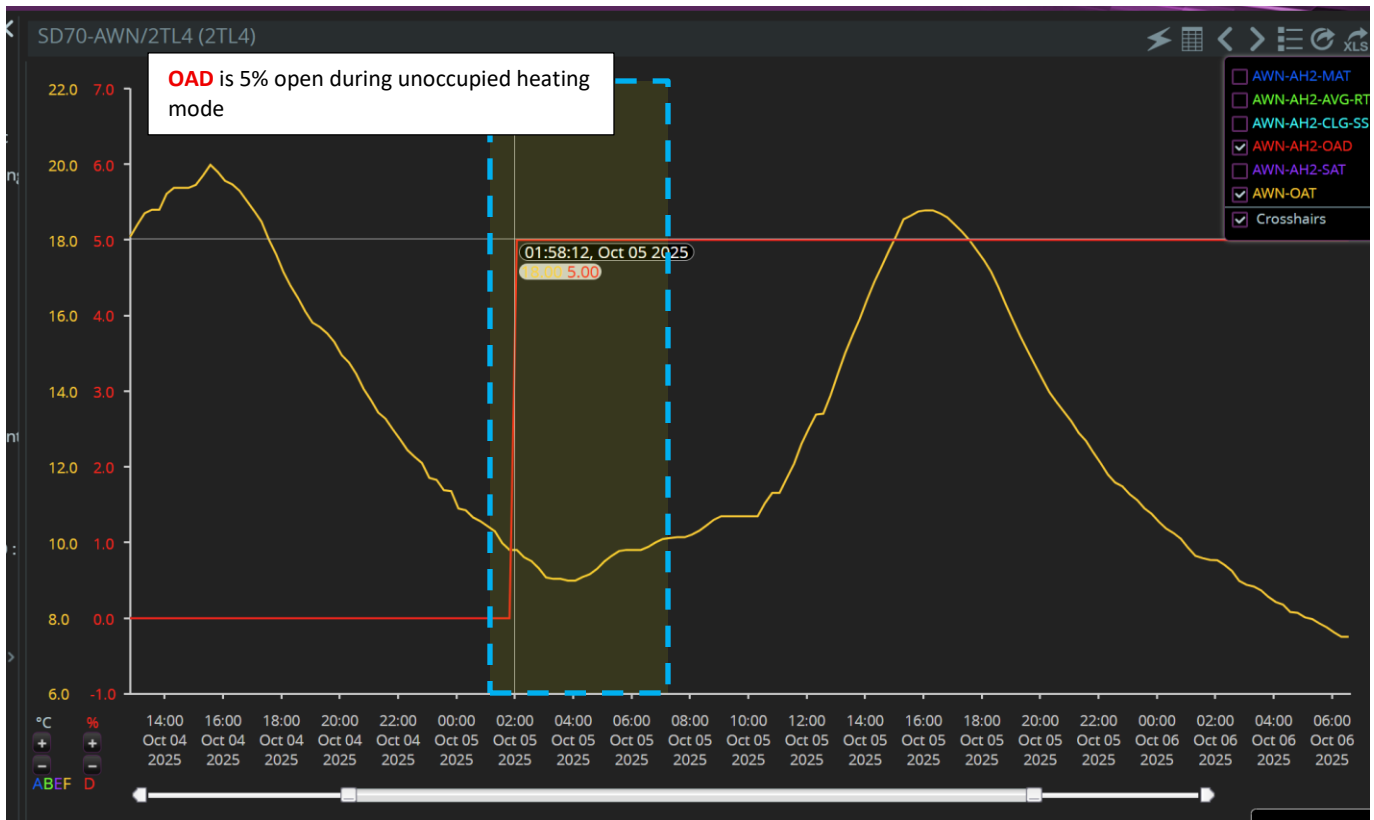 SD70-AWN/2TL4 (2TL4)
XLS
OAD is 5% open during unoccupied heating
mode
AWN-AH2-MAT
AWN-AH2-AVG-RT
AWN-AH2-CLG-SS
AWN-AH2-OAD
AWN-AH2-SAT
AWN-OAT
Crosshairs
22.0 7.0
20.0 6.0
18.0 5.0
16.0 4.0
14.0 3.0
12.0 2.0
10.0 1.0
8.0 0.0
6.0 -1.0
01:58:12, Oct 05 2025
18.00 5.00
°C %
14:00 16:00 18:00 20:00 22:00 00:00 02:00 04:00 06:00 08:00 10:00 12:00 14:00 16:00 18:00 20:00 22:00 00:00 02:00 04:00 06:00
+ + Oct 04 Oct 04 Oct 04 Oct 04 Oct 04 Oct 05 Oct 05 Oct 05 Oct 05 Oct 05 Oct 05 Oct 05 Oct 05 Oct 05 Oct 05 Oct 05 Oct 05 Oct 06 Oct 06 Oct 06 Oct 06
- - 2025 2025 2025 2025 2025 2025 2025 2025 2025 2025 2025 2025 2025 2025 2025 2025 2025 2025 2025 2025 2025
ABEF D